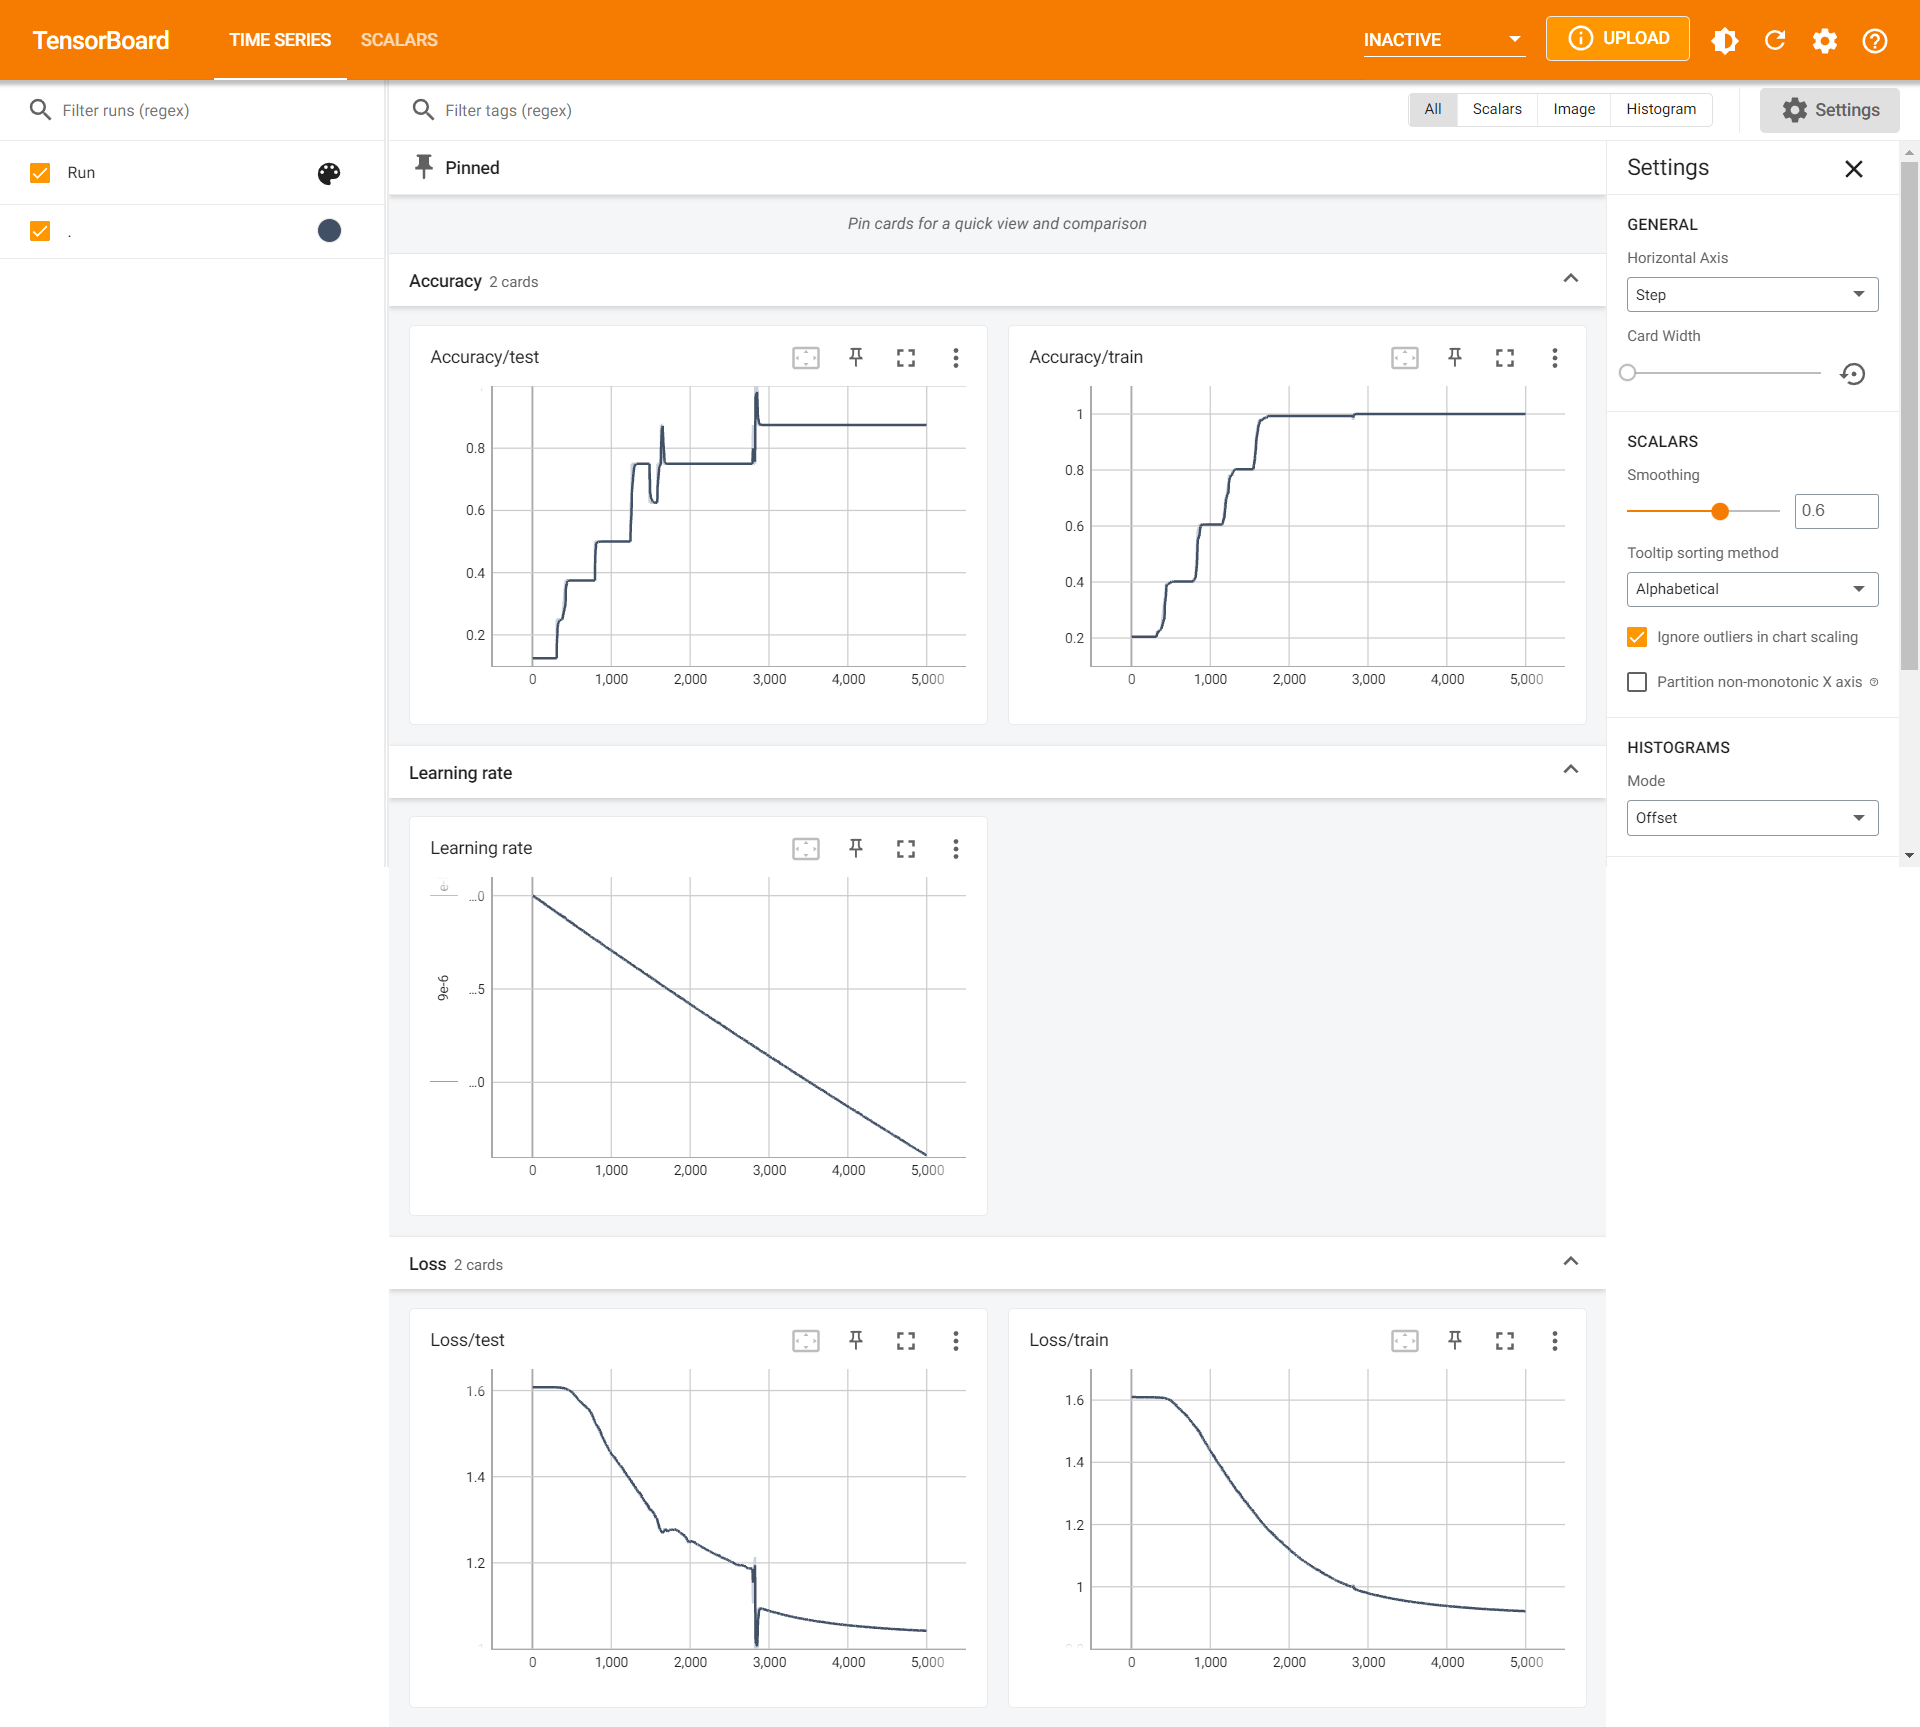 TensorBoard
TIME SERIES
SCALARS
INACTIVE
UPLOAD
Filter runs (regex)
Filter tags (regex)
All
Scalars
Image
Histogram
Settings
Run
.
Pinned
Pin cards for a quick view and comparison
Accuracy 2 cards
Accuracy/test
0.8
0.6
0.4
0.2
0 1,000 2,000 3,000 4,000 5,000
Accuracy/train
1
0.8
0.6
0.4
0.2
0 1,000 2,000 3,000 4,000 5,000
Learning rate
Learning rate
e-
...0
9e-6
...5
...0
0 1,000 2,000 3,000 4,000 5,000
Loss 2 cards
Loss/test
1.6
1.4
1.2
0 1,000 2,000 3,000 4,000 5,000
Loss/train
1.6
1.4
1.2
1
0 1,000 2,000 3,000 4,000 5,000
Settings
GENERAL
Horizontal Axis
Step
Card Width
SCALARS
Smoothing
0.6
Tooltip sorting method
Alphabetical
Ignore outliers in chart scaling
Partition non-monotonic X axis
HISTOGRAMS
Mode
Offset